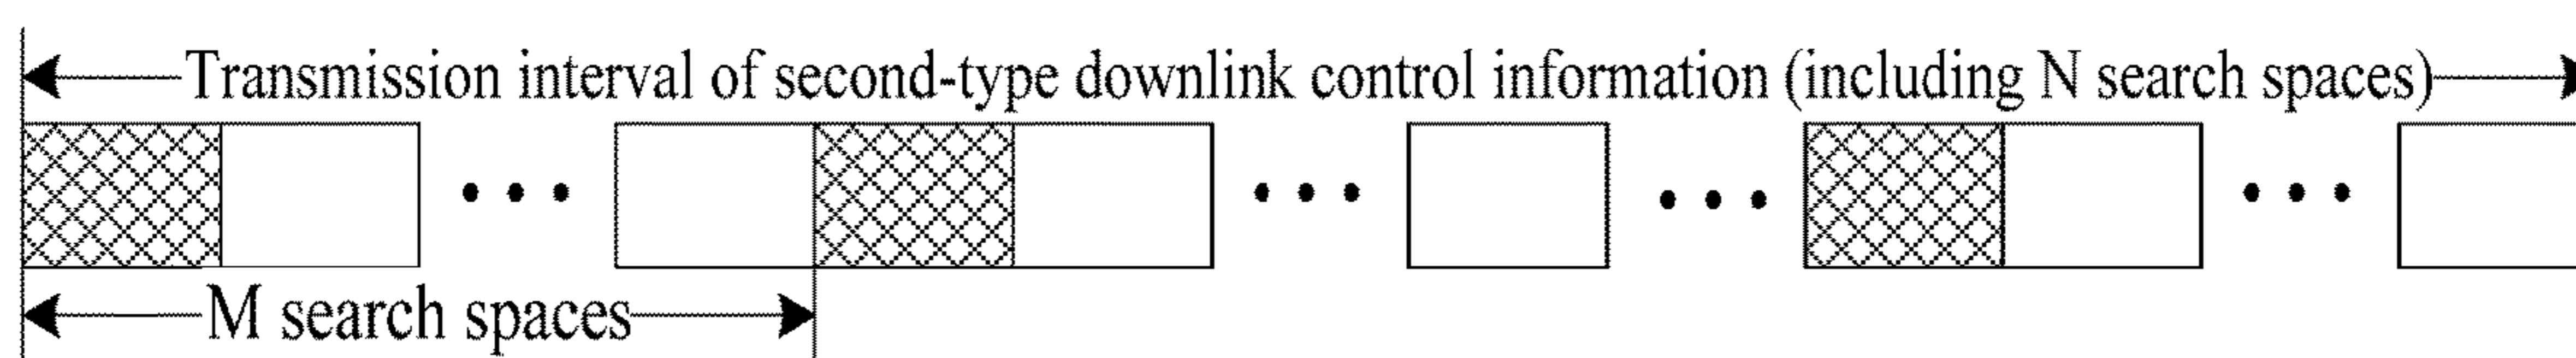 Transmission interval of second-type downlink control information (including N search spaces)
M search spaces